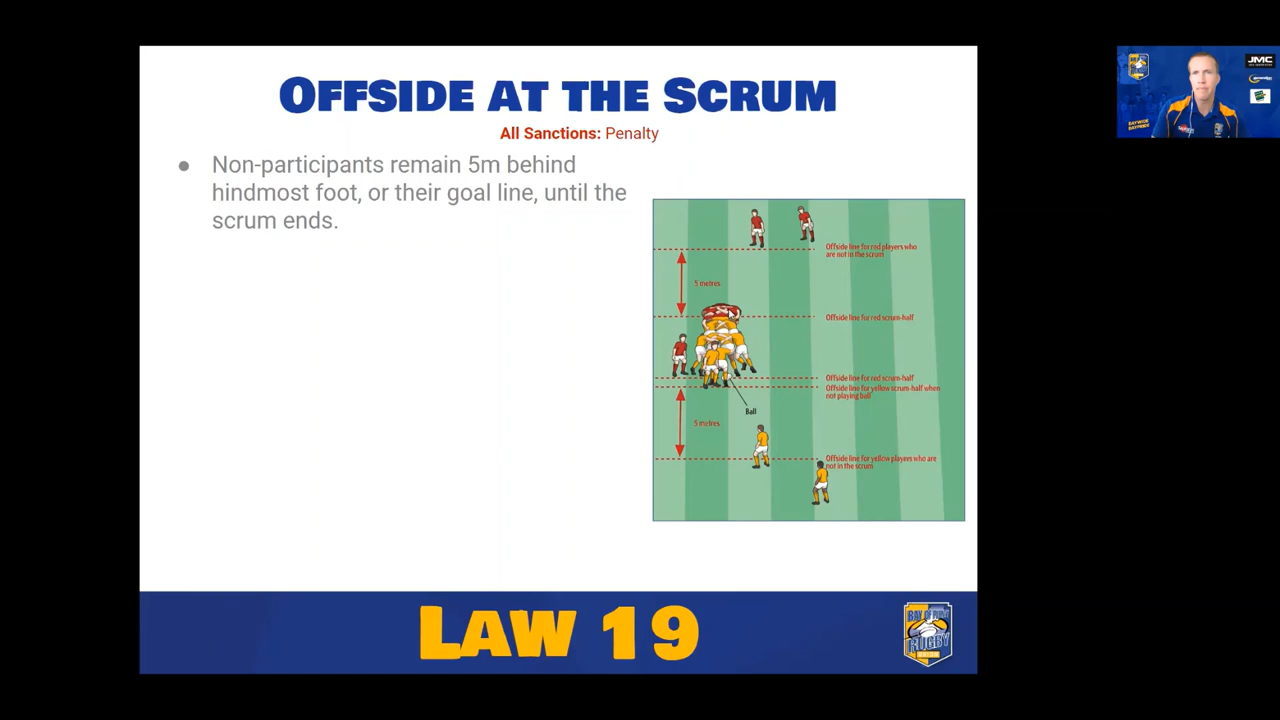 OFFSIDE AT THE SCRUM
All Sanctions: Penalty
● Non-participants remain 5m behind
hindmost foot, or their goal line, until the
scrum ends.
Offside line for red players who
are not in the scrum
5 metres
Offside line for red scrum-half
Offside line for red scrum-half
Offside line for yellow scrum-half when
not playing ball
Ball
5 metres
Offside line for yellow players who are
not in the scrum
LAW 19
RUGBY
JMC